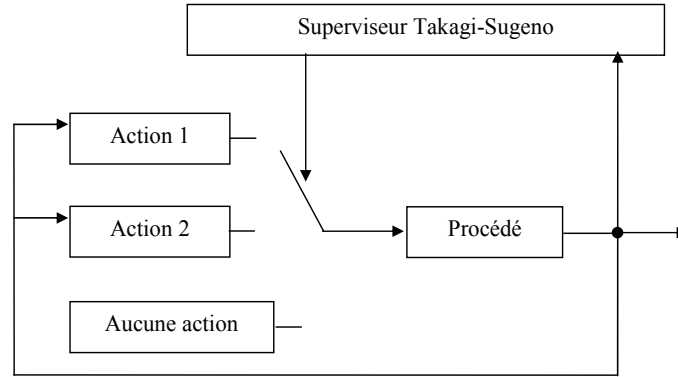 Superviseur Takagi-Sugeno
Action 1
Action 2
Procédé
Aucune action